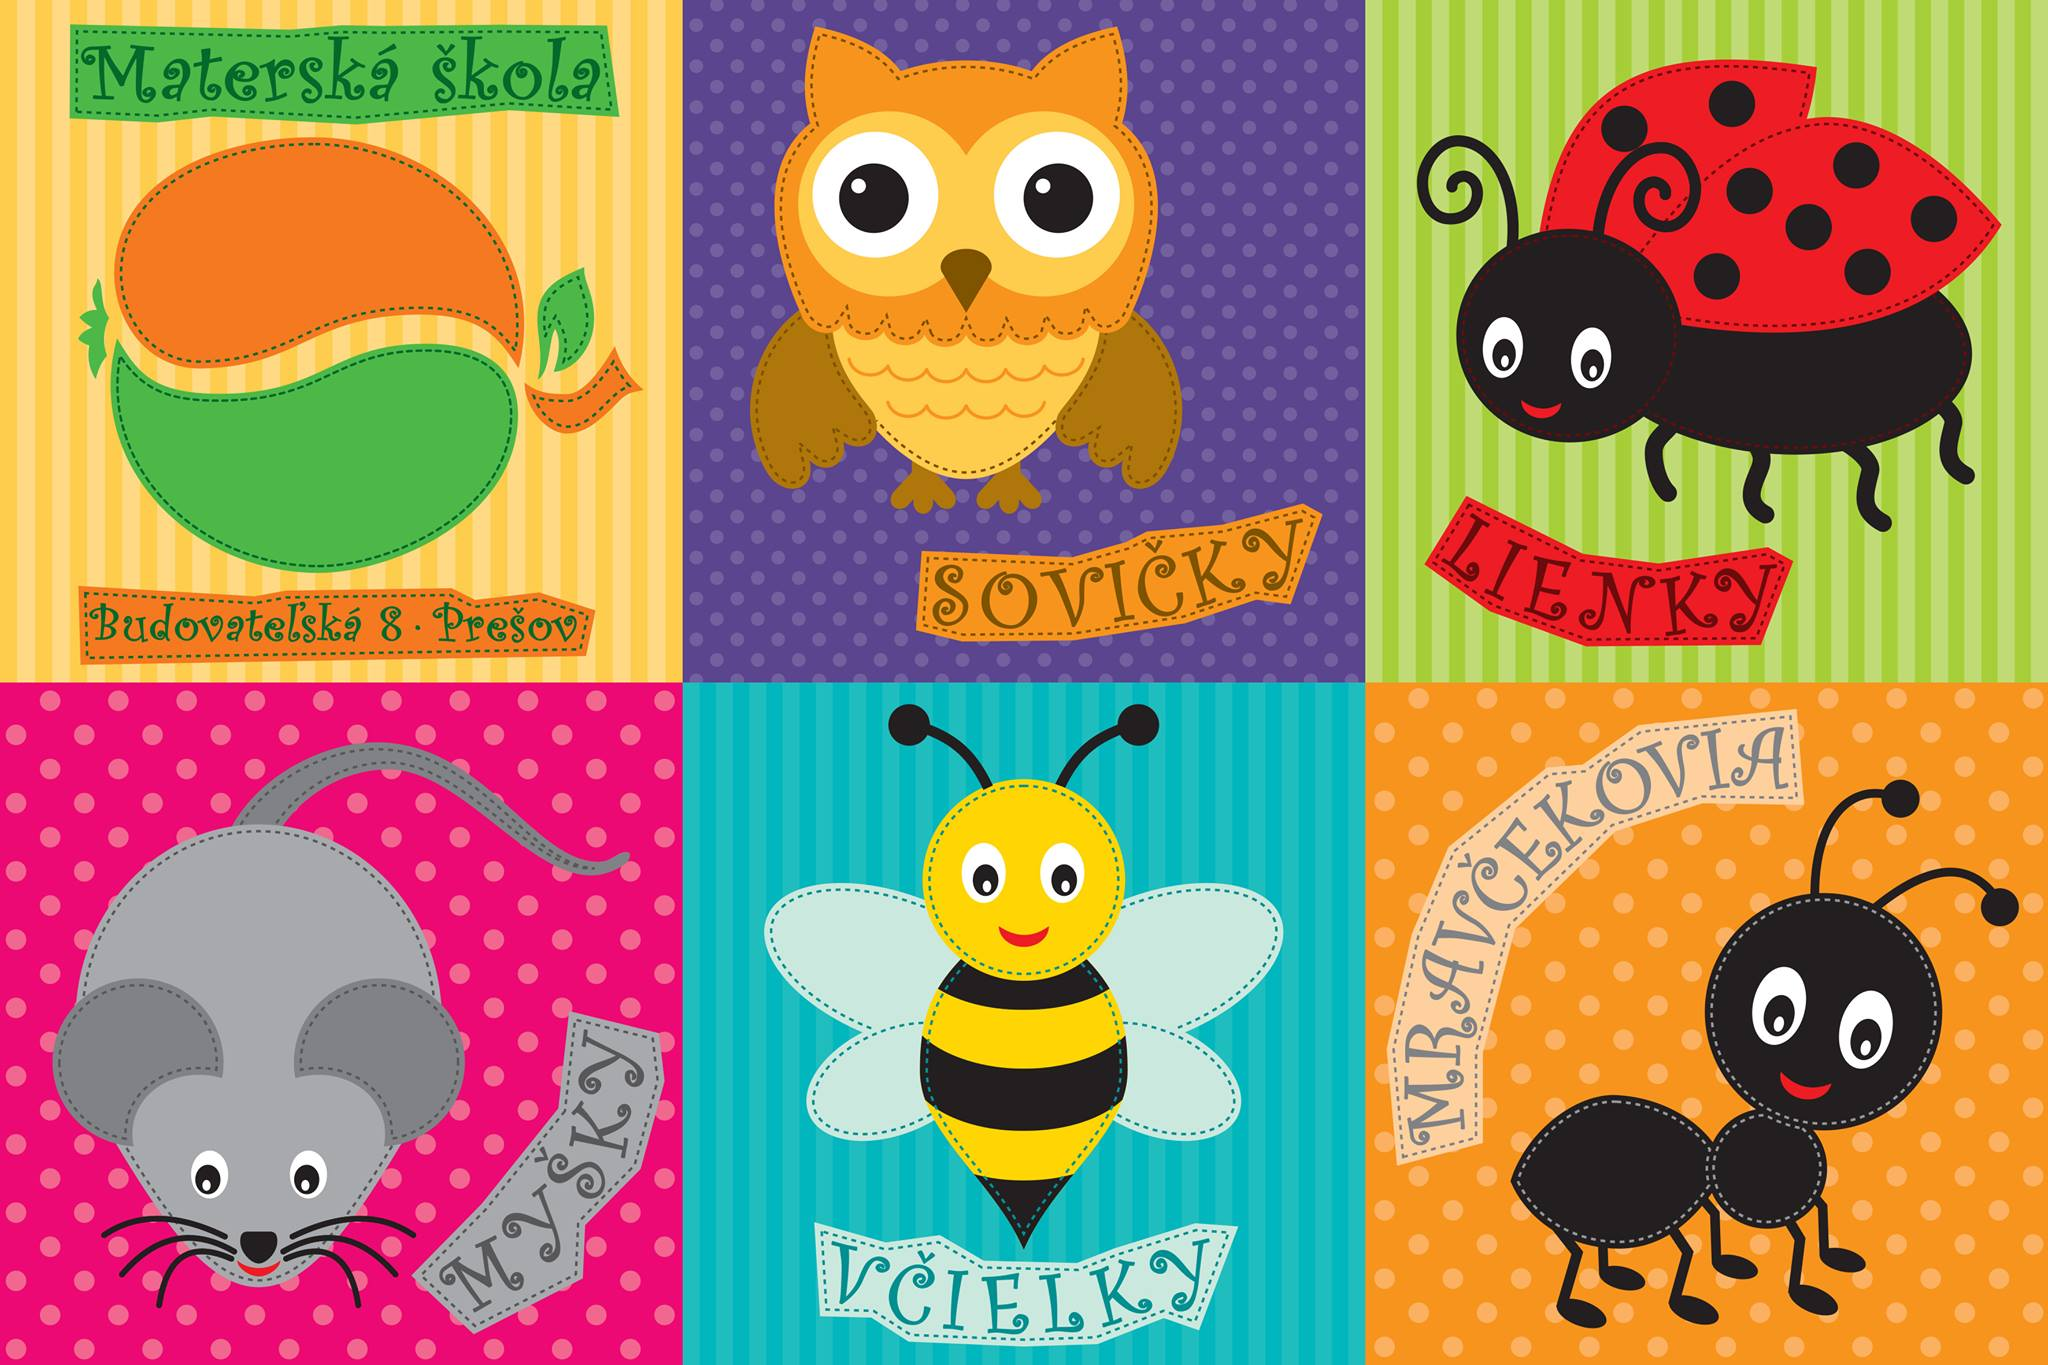 Materská škola
Budovateľská 8 · Prešov
SOVIČKY
LIENKY
MYŠKY
VČIELKY
MRAVČEKOVIA